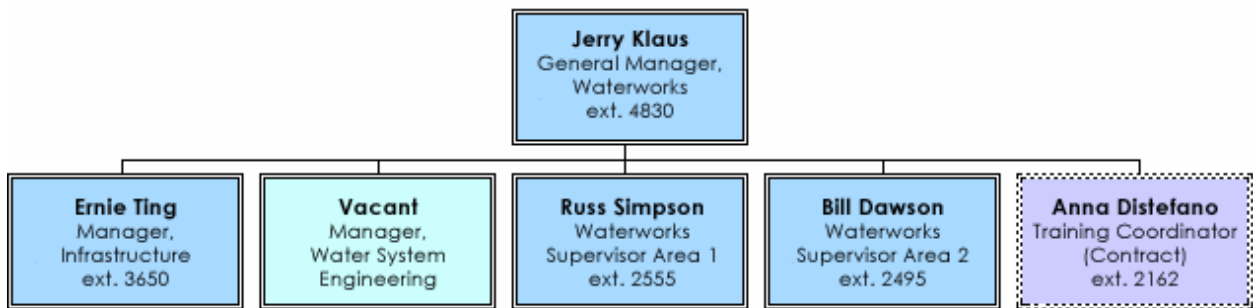 Jerry Klaus
General Manager,
Waterworks
ext. 4830
Ernie Ting
Manager,
Infrastructure
ext. 3650
Vacant
Manager,
Water System
Engineering
Russ Simpson
Waterworks
Supervisor Area 1
ext. 2555
Bill Dawson
Waterworks
Supervisor Area 2
ext. 2495
Anna Distefano
Training Coordinator
(Contract)
ext. 2162